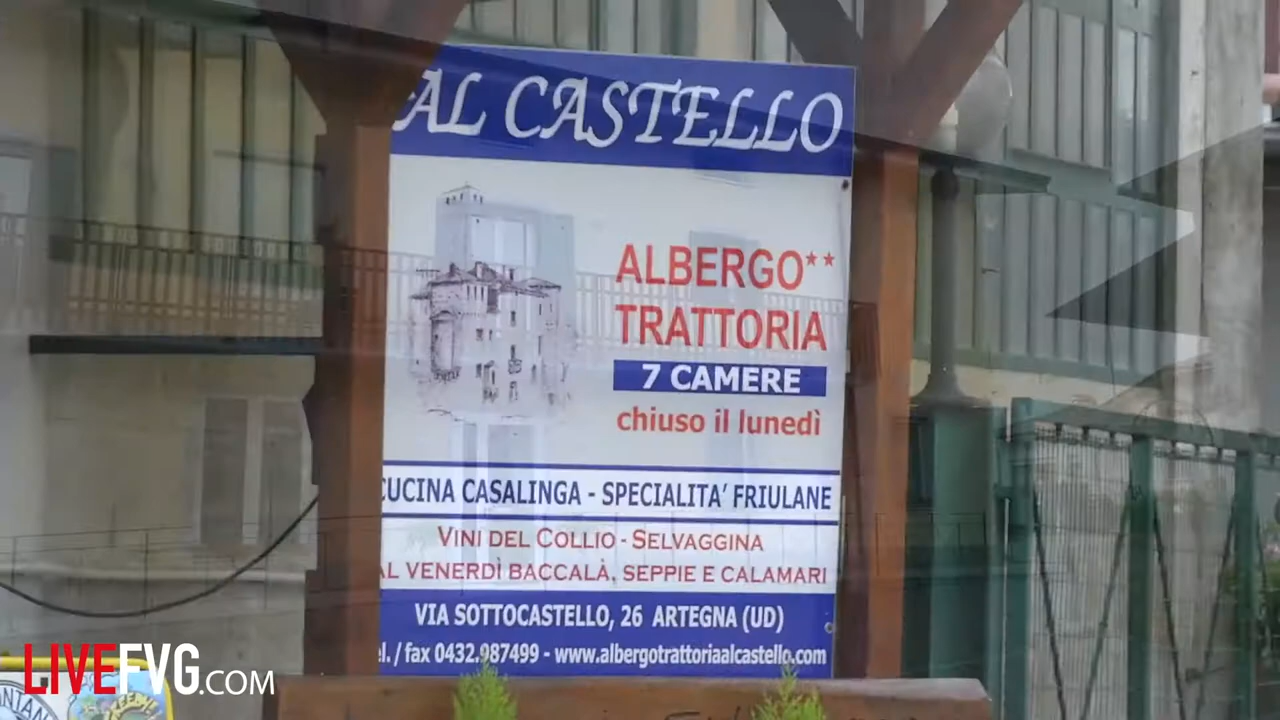 AL CASTELLO
ALBERGO**
TRATTORIA
7 CAMERE
chiuso il lunedì
CUCINA CASALINGA - SPECIALITA' FRIULANE
VINI DEL COLLIO - SELVAGGINA
AL VENERDÌ BACCALÀ, SEPPIE E CALAMARI
VIA SOTTOCASTELLO, 26 ARTEGNA (UD)
el. / fax 0432.987499 - www.albergotrattoriaalcastello.com
LIVEFVG.COM